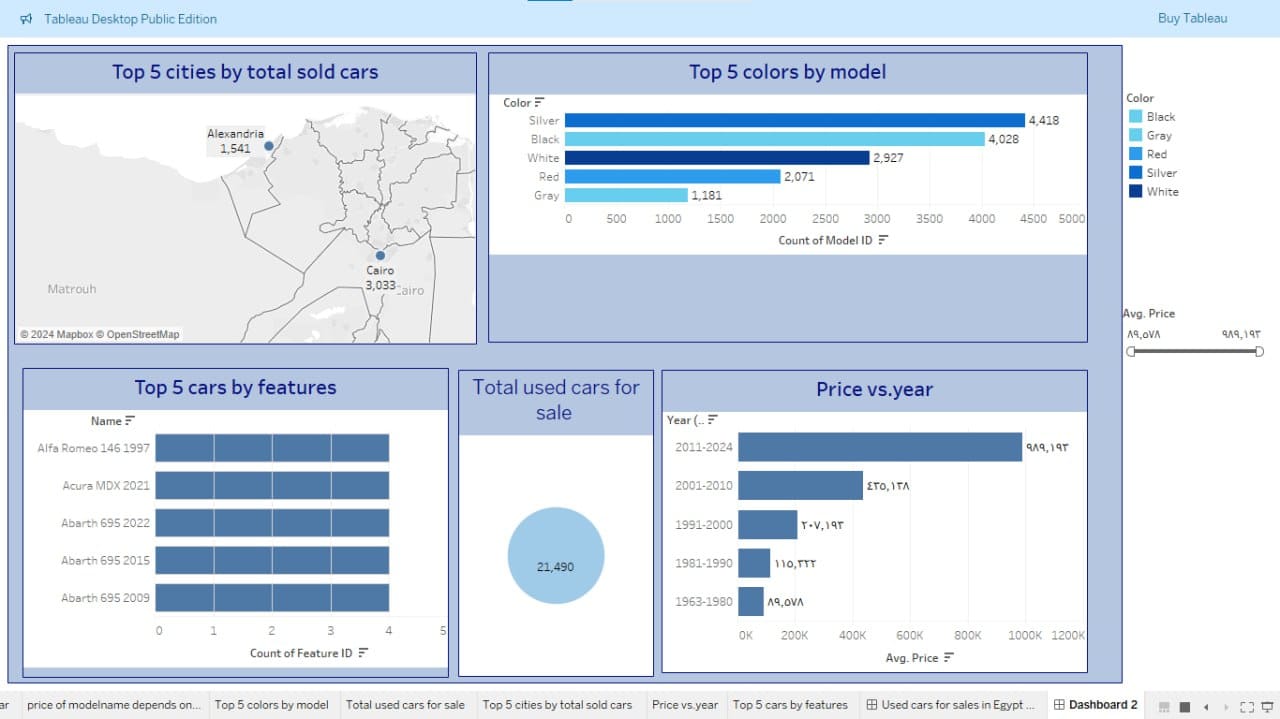 Tableau Desktop Public Edition
Buy Tableau
Top 5 cities by total sold cars
Alexandria
1,541
Cairo
3,033
Cairo
Matrouh
© 2024 Mapbox © OpenStreetMap
Top 5 colors by model
Color
Silver 4,418
Black 4,028
White 2,927
Red 2,071
Gray 1,181
0 500 1000 1500 2000 2500 3000 3500 4000 4500 5000
Count of Model ID
Color
Black
Gray
Red
Silver
White
Avg. Price
٨٩,٥٧٨ ٩٨٩,١٩٣
Top 5 cars by features
Name
Alfa Romeo 146 1997
Acura MDX 2021
Abarth 695 2022
Abarth 695 2015
Abarth 695 2009
0 1 2 3 4 5
Count of Feature ID
Total used cars for
sale
21,490
Price vs.year
Year (..
2011-2024 ٩٨٩,١٩٣
2001-2010 ٤٣٥,١٣٨
1991-2000 ٢٠٧,١٩٣
1981-1990 ١١٥,٣٢٢
1963-1980 ٨٩,٥٧٨
0K 200K 400K 600K 800K 1000K 1200K
Avg. Price
ar price of modelname depends on... Top 5 colors by model Total used cars for sale Top 5 cities by total sold cars Price vs.year Top 5 cars by features Used cars for sales in Egypt ... Dashboard 2